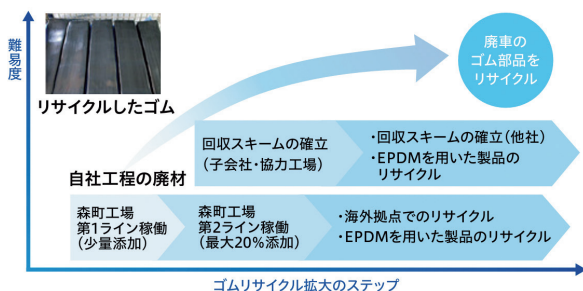 難易度
リサイクルしたゴム
廃車の
ゴム部品を
リサイクル
回収スキームの確立
(子会社・協力工場)
・回収スキームの確立(他社)
・EPDMを用いた製品の
リサイクル
自社工程の廃材
森町工場
第1ライン稼働
(少量添加)
森町工場
第2ライン稼働
(最大20%添加)
・海外拠点でのリサイクル
・EPDMを用いた製品のリサイクル
ゴムリサイクル拡大のステップ